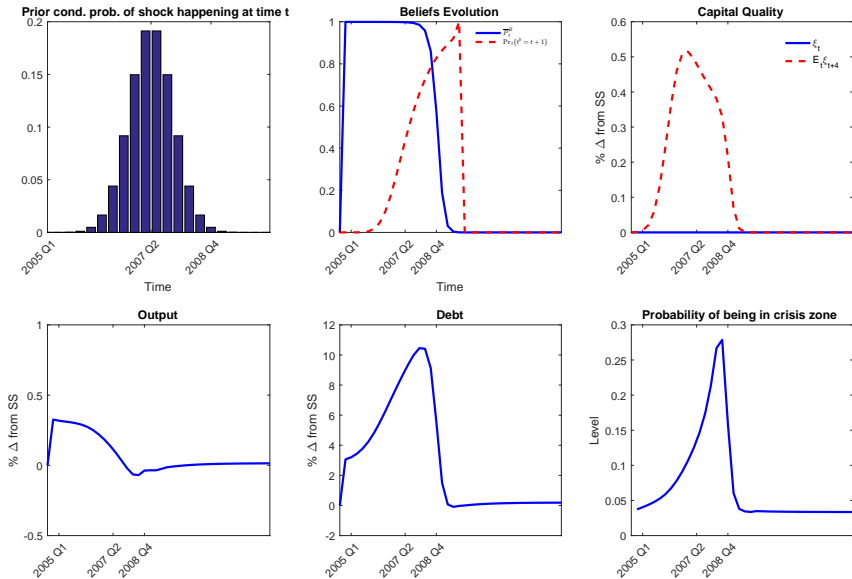 Prior cond. prob. of shock happening at time t
0.2
0.15
0.1
0.05
0
2005 Q1
2007 Q2
2008 Q4
Time
Beliefs Evolution
1
0.8
0.6
0.4
0.2
0
Pr_t{t^b = t + 1}
2005 Q1
2007 Q2
2008 Q4
Time
Capital Quality
% Δ from SS
0.6
0.5
0.4
0.3
0.2
0.1
0
ξ_t
E_tξ_{t+4}
2005 Q1
2007 Q2
2008 Q4
Output
% Δ from SS
1
0.5
0
-0.5
2005 Q1
2007 Q2
2008 Q4
Debt
% Δ from SS
12
10
8
6
4
2
0
-2
2005 Q1
2007 Q2
2008 Q4
Probability of being in crisis zone
Level
0.3
0.25
0.2
0.15
0.1
0.05
0
2005 Q1
2007 Q2
2008 Q4